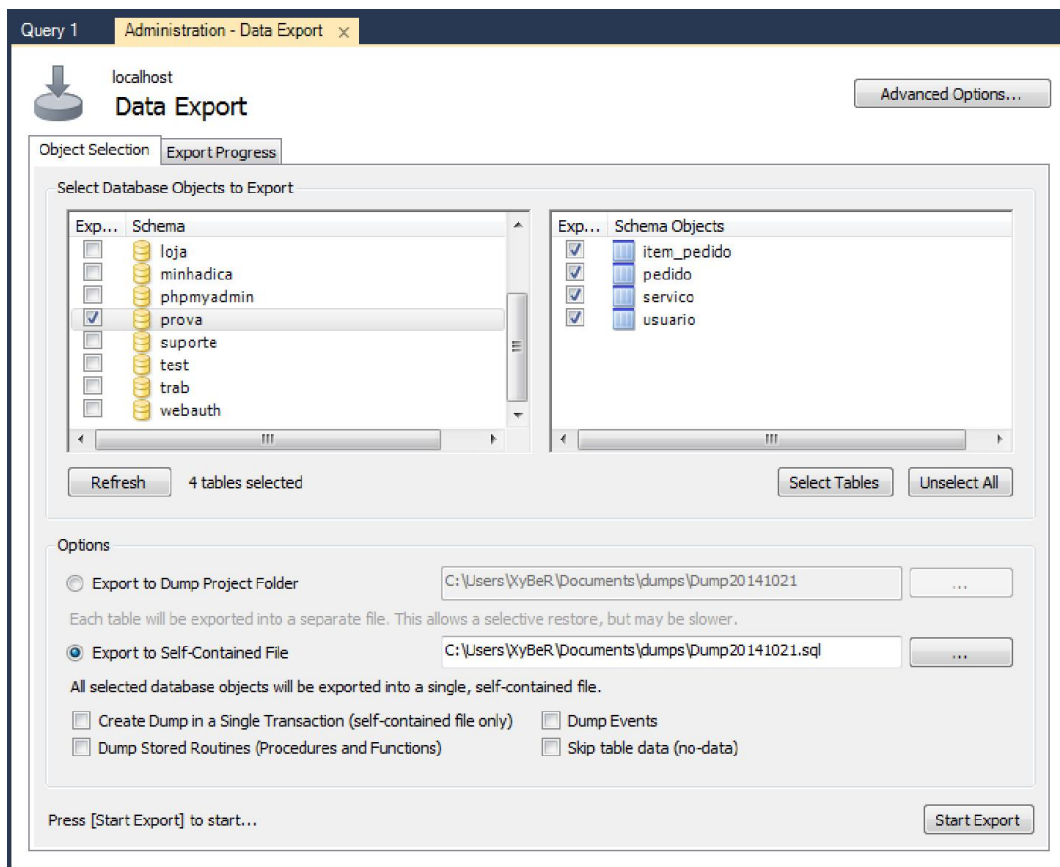 Query 1
Administration - Data Export
localhost
Data Export
Advanced Options...
Object Selection
Export Progress
Select Database Objects to Export
Exp... Schema
loja
minhadica
phpmyadmin
prova
suporte
test
trab
webauth
Exp... Schema Objects
item_pedido
pedido
servico
usuario
Refresh
4 tables selected
Select Tables
Unselect All
Options
Export to Dump Project Folder
C:\Users\XyBeR\Documents\dumps\Dump20141021
...
Each table will be exported into a separate file. This allows a selective restore, but may be slower.
Export to Self-Contained File
C:\Users\XyBeR\Documents\dumps\Dump20141021.sql
...
All selected database objects will be exported into a single, self-contained file.
Create Dump in a Single Transaction (self-contained file only)
Dump Events
Dump Stored Routines (Procedures and Functions)
Skip table data (no-data)
Press [Start Export] to start...
Start Export